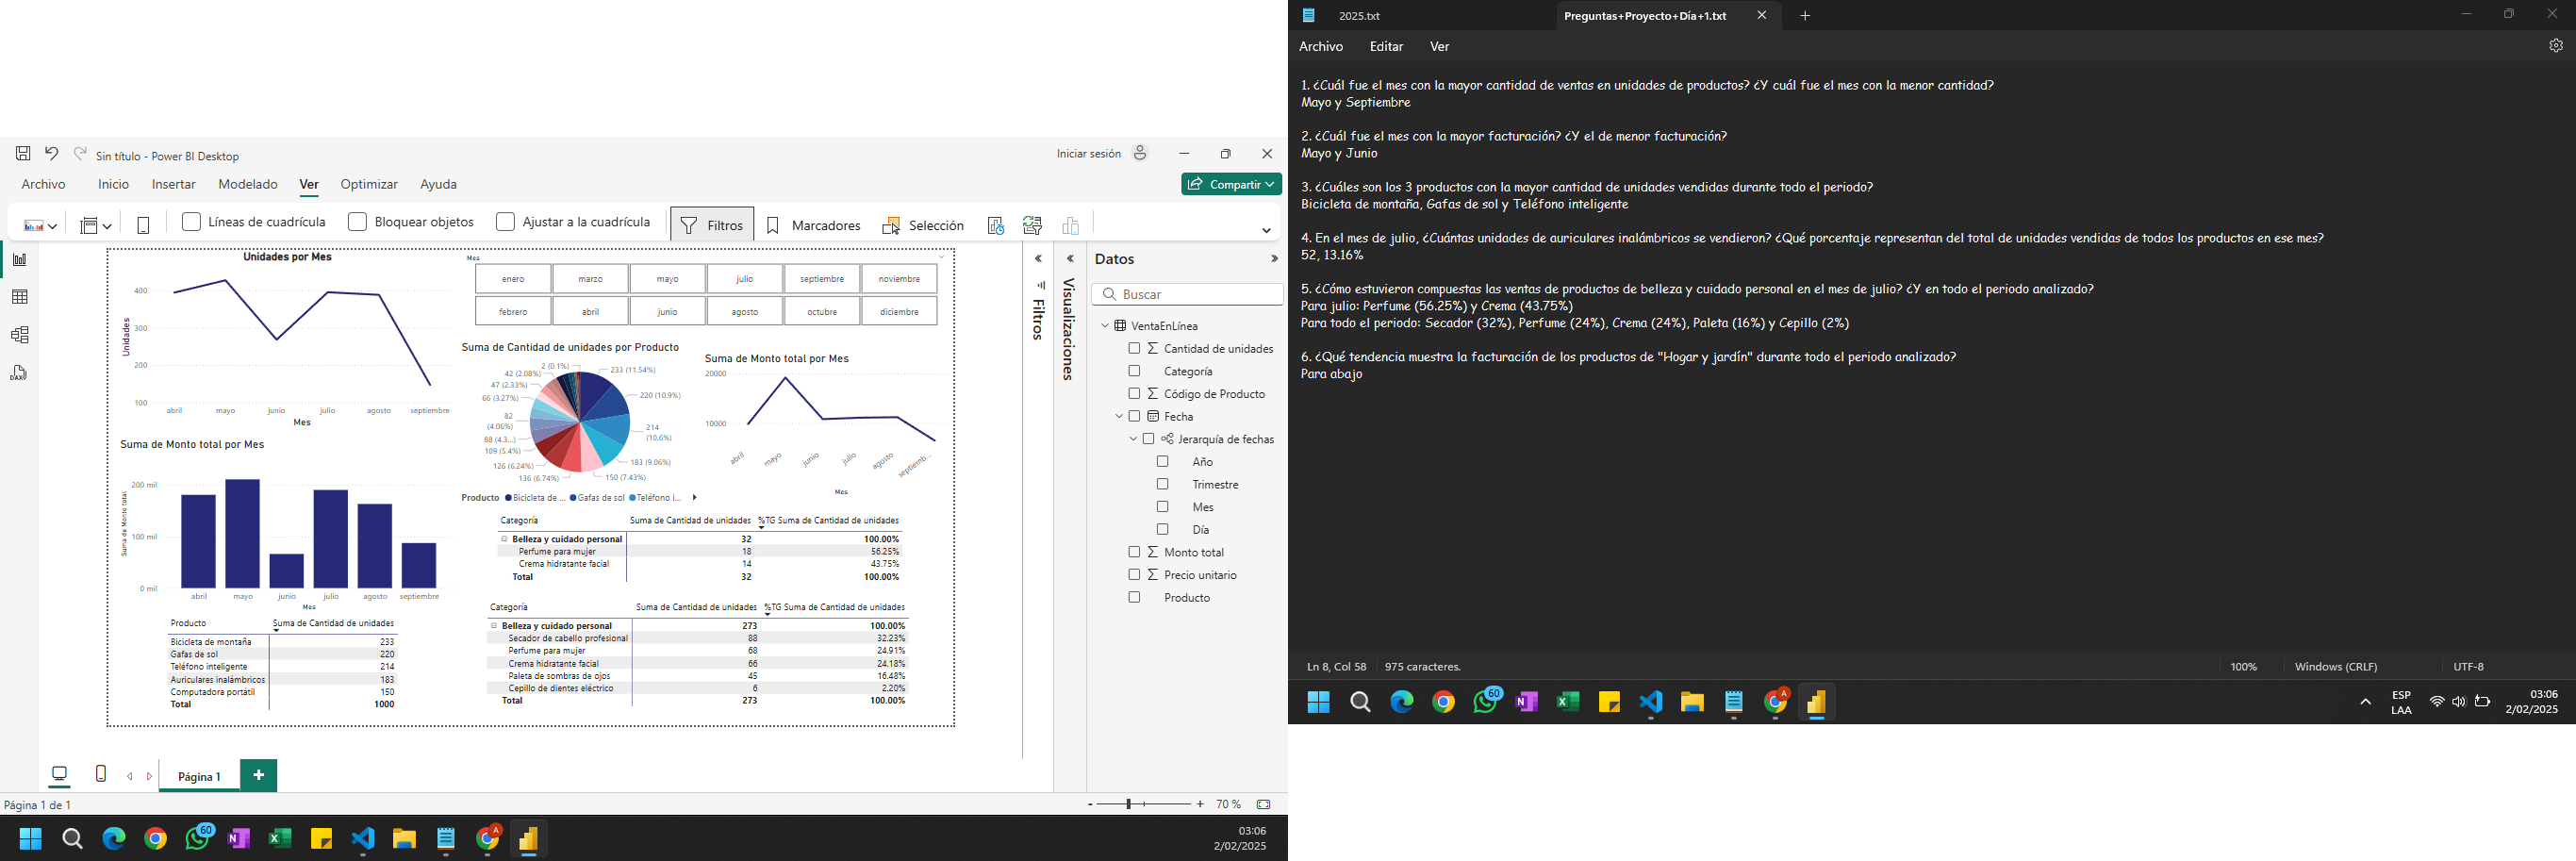 Sin título - Power BI Desktop
Iniciar sesión
Archivo Inicio Insertar Modelado Ver Optimizar Ayuda
Compartir
Líneas de cuadrícula Bloquear objetos Ajustar a la cuadrícula Filtros Marcadores Selección
DAX
Unidades por Mes
Unidades
400
300
200
100
abril mayo junio julio agosto septiembre
Mes
Mes
enero marzo mayo julio septiembre noviembre
febrero abril junio agosto octubre diciembre
Suma de Cantidad de unidades por Producto
2 (0.1%)
42 (2.08%)
47 (2.33%)
66 (3.27%)
82
(4.06%)
88 (4.3...)
109 (5.4%)
126 (6.24%)
136 (6.74%)
233 (11.54%)
220 (10.9%)
214
(10.6%)
183 (9.06%)
150 (7.43%)
Producto Bicicleta de ... Gafas de sol Teléfono i...
Suma de Monto total por Mes
20000
10000
abril mayo junio julio agosto septiemb...
Mes
Suma de Monto total por Mes
Suma de Monto total
200 mil
100 mil
0 mil
abril mayo junio julio agosto septiembre
Mes
Producto Suma de Cantidad de unidades
Bicicleta de montaña 233
Gafas de sol 220
Teléfono inteligente 214
Auriculares inalámbricos 183
Computadora portátil 150
Total 1000
Categoría Suma de Cantidad de unidades %TG Suma de Cantidad de unidades
Belleza y cuidado personal 32 100.00%
Perfume para mujer 18 56.25%
Crema hidratante facial 14 43.75%
Total 32 100.00%
Categoría Suma de Cantidad de unidades %TG Suma de Cantidad de unidades
Belleza y cuidado personal 273 100.00%
Secador de cabello profesional 88 32.23%
Perfume para mujer 68 24.91%
Crema hidratante facial 66 24.18%
Paleta de sombras de ojos 45 16.48%
Cepillo de dientes eléctrico 6 2.20%
Total 273 100.00%
Filtros
Visualizaciones
Datos
Buscar
VentaEnLínea
Cantidad de unidades
Categoría
Código de Producto
Fecha
Jerarquía de fechas
Año
Trimestre
Mes
Día
Monto total
Precio unitario
Producto
Página 1
Página 1 de 1
- + 70 %
60
A
03:06
2/02/2025
2025.txt Preguntas+Proyecto+Día+1.txt
Archivo Editar Ver
1. ¿Cuál fue el mes con la mayor cantidad de ventas en unidades de productos? ¿Y cuál fue el mes con la menor cantidad?
Mayo y Septiembre
2. ¿Cuál fue el mes con la mayor facturación? ¿Y el de menor facturación?
Mayo y Junio
3. ¿Cuáles son los 3 productos con la mayor cantidad de unidades vendidas durante todo el periodo?
Bicicleta de montaña, Gafas de sol y Teléfono inteligente
4. En el mes de julio, ¿Cuántas unidades de auriculares inalámbricos se vendieron? ¿Qué porcentaje representan del total de unidades vendidas de todos los productos en ese mes?
52, 13.16%
5. ¿Cómo estuvieron compuestas las ventas de productos de belleza y cuidado personal en el mes de julio? ¿Y en todo el periodo analizado?
Para julio: Perfume (56.25%) y Crema (43.75%)
Para todo el periodo: Secador (32%), Perfume (24%), Crema (24%), Paleta (16%) y Cepillo (2%)
6. ¿Qué tendencia muestra la facturación de los productos de "Hogar y jardín" durante todo el periodo analizado?
Para abajo
Ln 8, Col 58 975 caracteres. 100% Windows (CRLF) UTF-8
60
A
ESP
LAA
03:06
2/02/2025